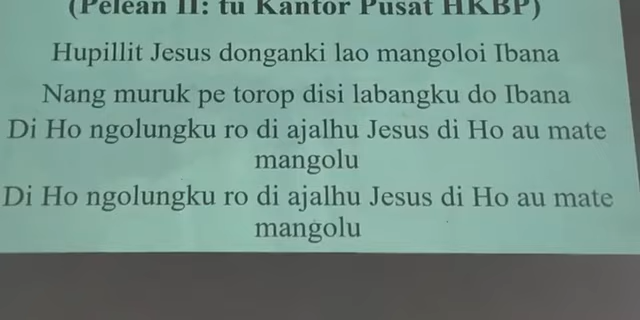 (Pelean II: tu Kantor Pusat HKBP)
Hupillit Jesus donganki lao mangoloi Ibana
Nang muruk pe torop disi labangku do Ibana
Di Ho ngolungku ro di ajalhu Jesus di Ho au mate
mangolu
Di Ho ngolungku ro di ajalhu Jesus di Ho au mate
mangolu